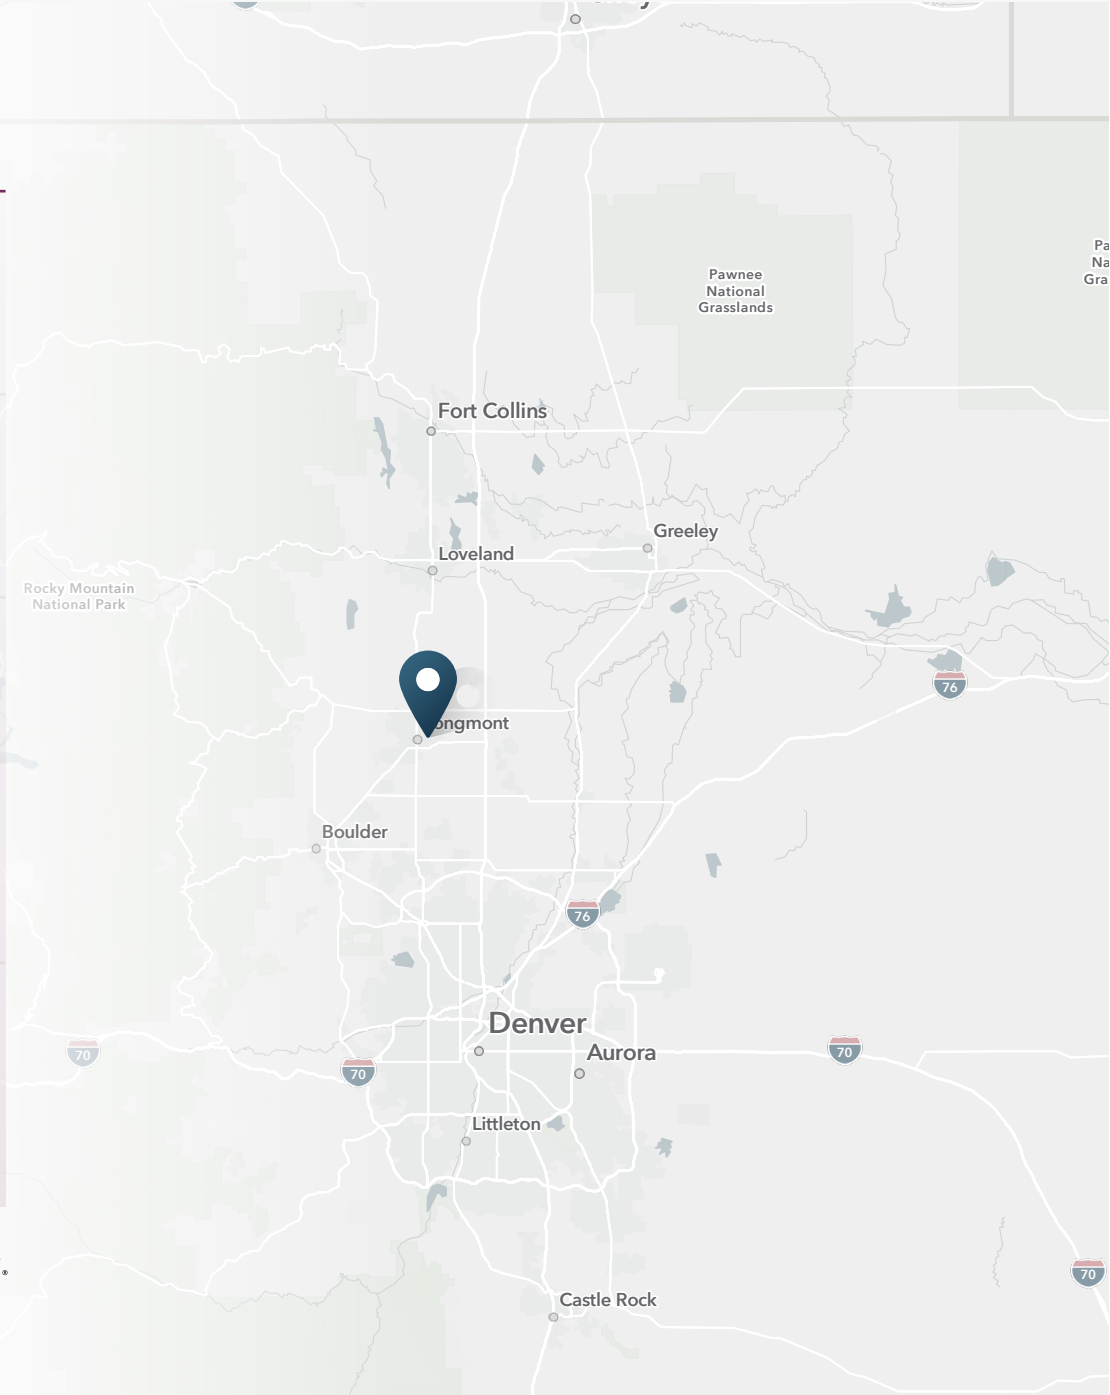 Pawnee
National
Grasslands
Fort Collins
Greeley
Loveland
Rocky Mountain
National Park
76
ongmont
Boulder
76
Denver
Aurora
70
70
70
Littleton
70
Castle Rock